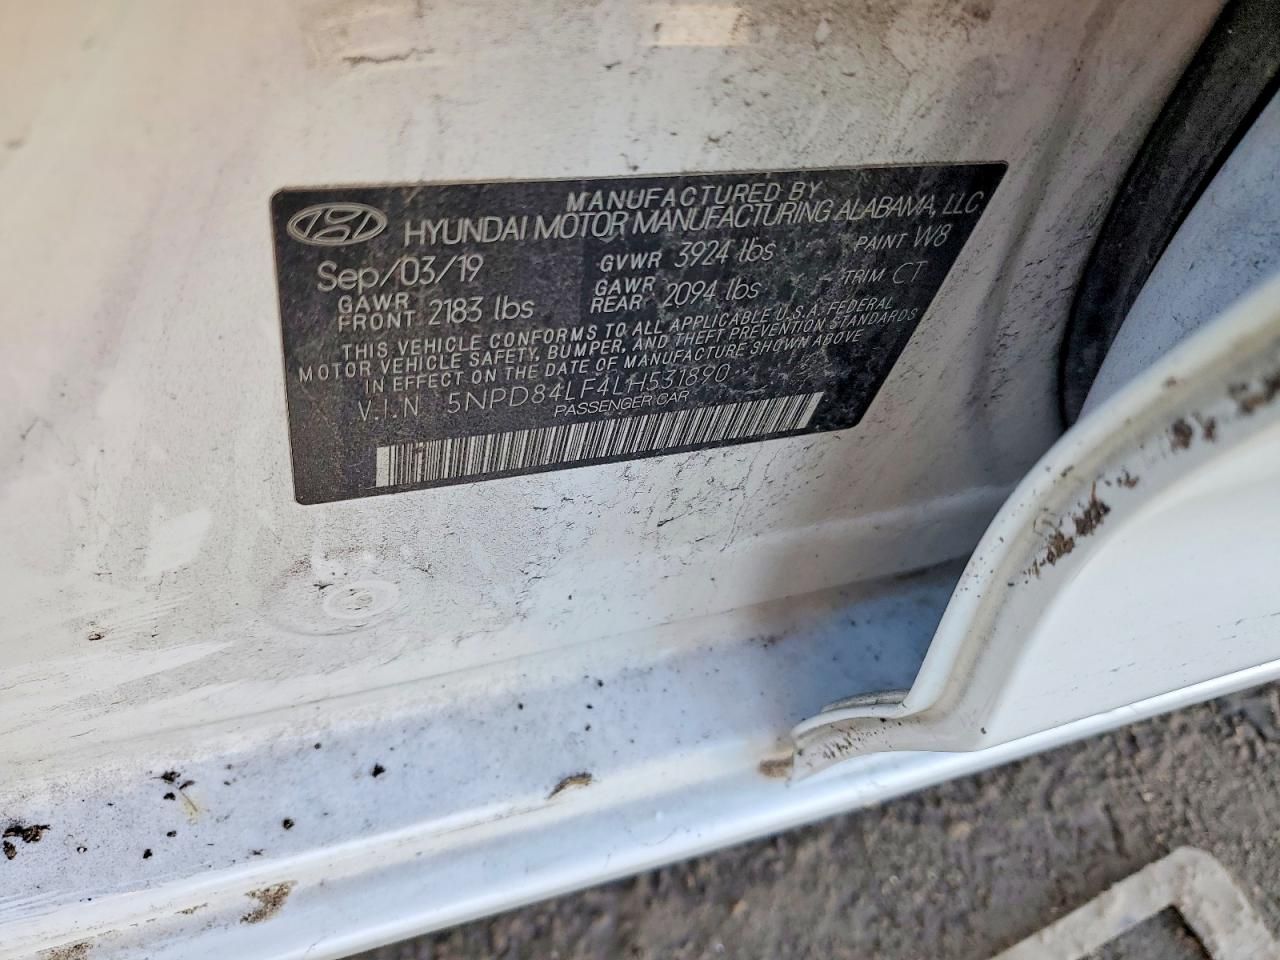 MANUFACTURED BY
HYUNDAI MOTOR MANUFACTURING ALABAMA, LLC
Sep/03/19 GVWR 3924 lbs PAINT W8
GAWR FRONT 2183 lbs GAWR REAR 2094 lbs TRIM CT
THIS VEHICLE CONFORMS TO ALL APPLICABLE U.S.A. FEDERAL
MOTOR VEHICLE SAFETY, BUMPER, AND THEFT PREVENTION STANDARDS
IN EFFECT ON THE DATE OF MANUFACTURE SHOWN ABOVE
V.I.N 5NPD84LF4LH531890
PASSENGER CAR